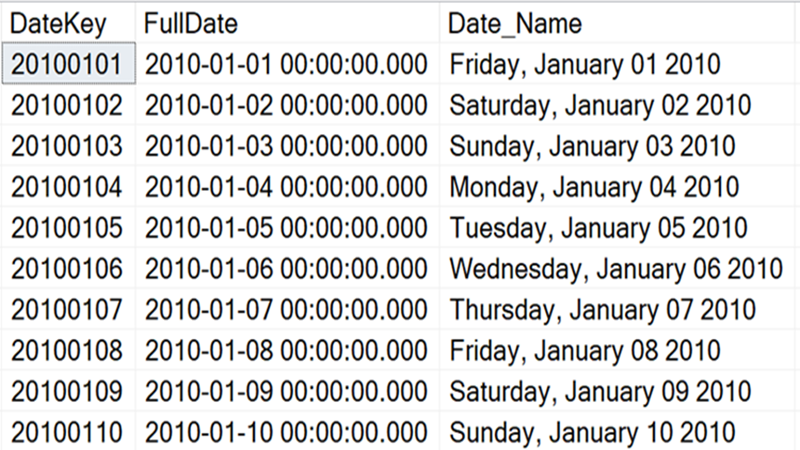 DateKey FullDate Date_Name
20100101 2010-01-01 00:00:00.000 Friday, January 01 2010
20100102 2010-01-02 00:00:00.000 Saturday, January 02 2010
20100103 2010-01-03 00:00:00.000 Sunday, January 03 2010
20100104 2010-01-04 00:00:00.000 Monday, January 04 2010
20100105 2010-01-05 00:00:00.000 Tuesday, January 05 2010
20100106 2010-01-06 00:00:00.000 Wednesday, January 06 2010
20100107 2010-01-07 00:00:00.000 Thursday, January 07 2010
20100108 2010-01-08 00:00:00.000 Friday, January 08 2010
20100109 2010-01-09 00:00:00.000 Saturday, January 09 2010
20100110 2010-01-10 00:00:00.000 Sunday, January 10 2010